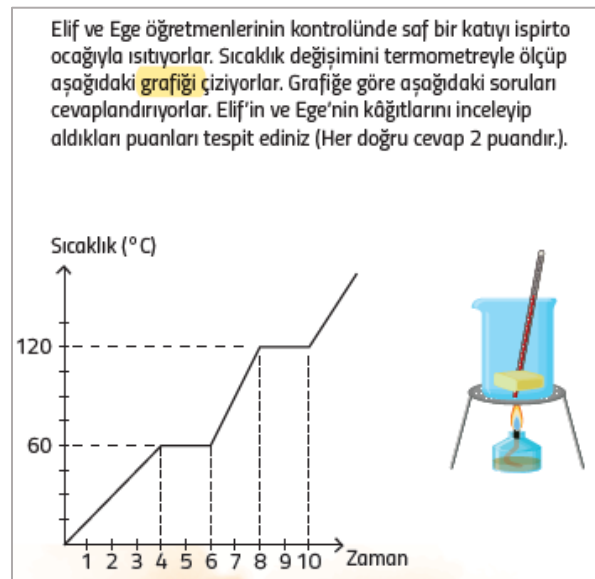 Elif ve Ege öğretmenlerinin kontrolünde saf bir katıyı ispirto
ocağıyla ısıtıyorlar. Sıcaklık değişimini termometreyle ölçüp
aşağıdaki grafiği çiziyorlar. Grafiğe göre aşağıdaki soruları
cevaplandırıyorlar. Elif’in ve Ege’nin kâğıtlarını inceleyip
aldıkları puanları tespit ediniz (Her doğru cevap 2 puandır.).
Sıcaklık (°C)
120
60
1 2 3 4 5 6 7 8 9 10 Zaman